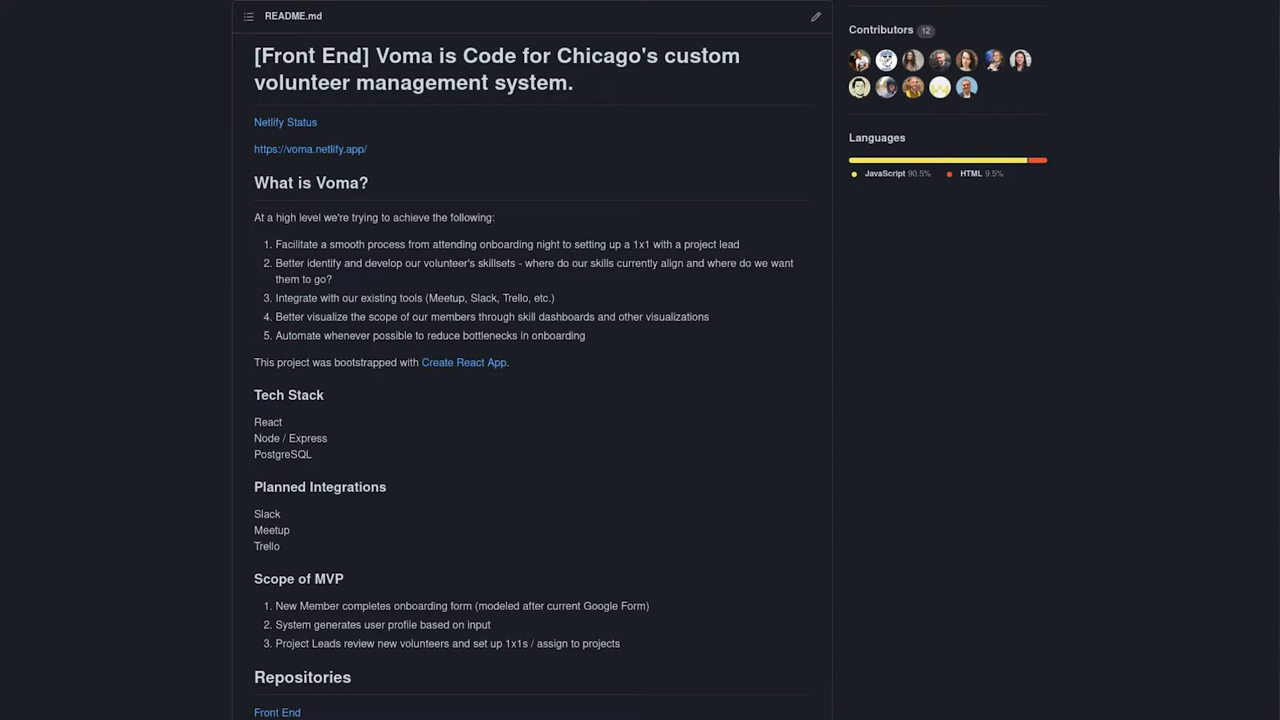 README.md
[Front End] Voma is Code for Chicago's custom
volunteer management system.
Netlify Status
https://voma.netlify.app/
What is Voma?
At a high level we're trying to achieve the following:
1. Facilitate a smooth process from attending onboarding night to setting up a 1x1 with a project lead
2. Better identify and develop our volunteer's skillsets - where do our skills currently align and where do we want
them to go?
3. Integrate with our existing tools (Meetup, Slack, Trello, etc.)
4. Better visualize the scope of our members through skill dashboards and other visualizations
5. Automate whenever possible to reduce bottlenecks in onboarding
This project was bootstrapped with Create React App.
Tech Stack
React
Node / Express
PostgreSQL
Planned Integrations
Slack
Meetup
Trello
Scope of MVP
1. New Member completes onboarding form (modeled after current Google Form)
2. System generates user profile based on input
3. Project Leads review new volunteers and set up 1x1s / assign to projects
Repositories
Front End
Contributors 12
Languages
JavaScript 90.5% HTML 9.5%